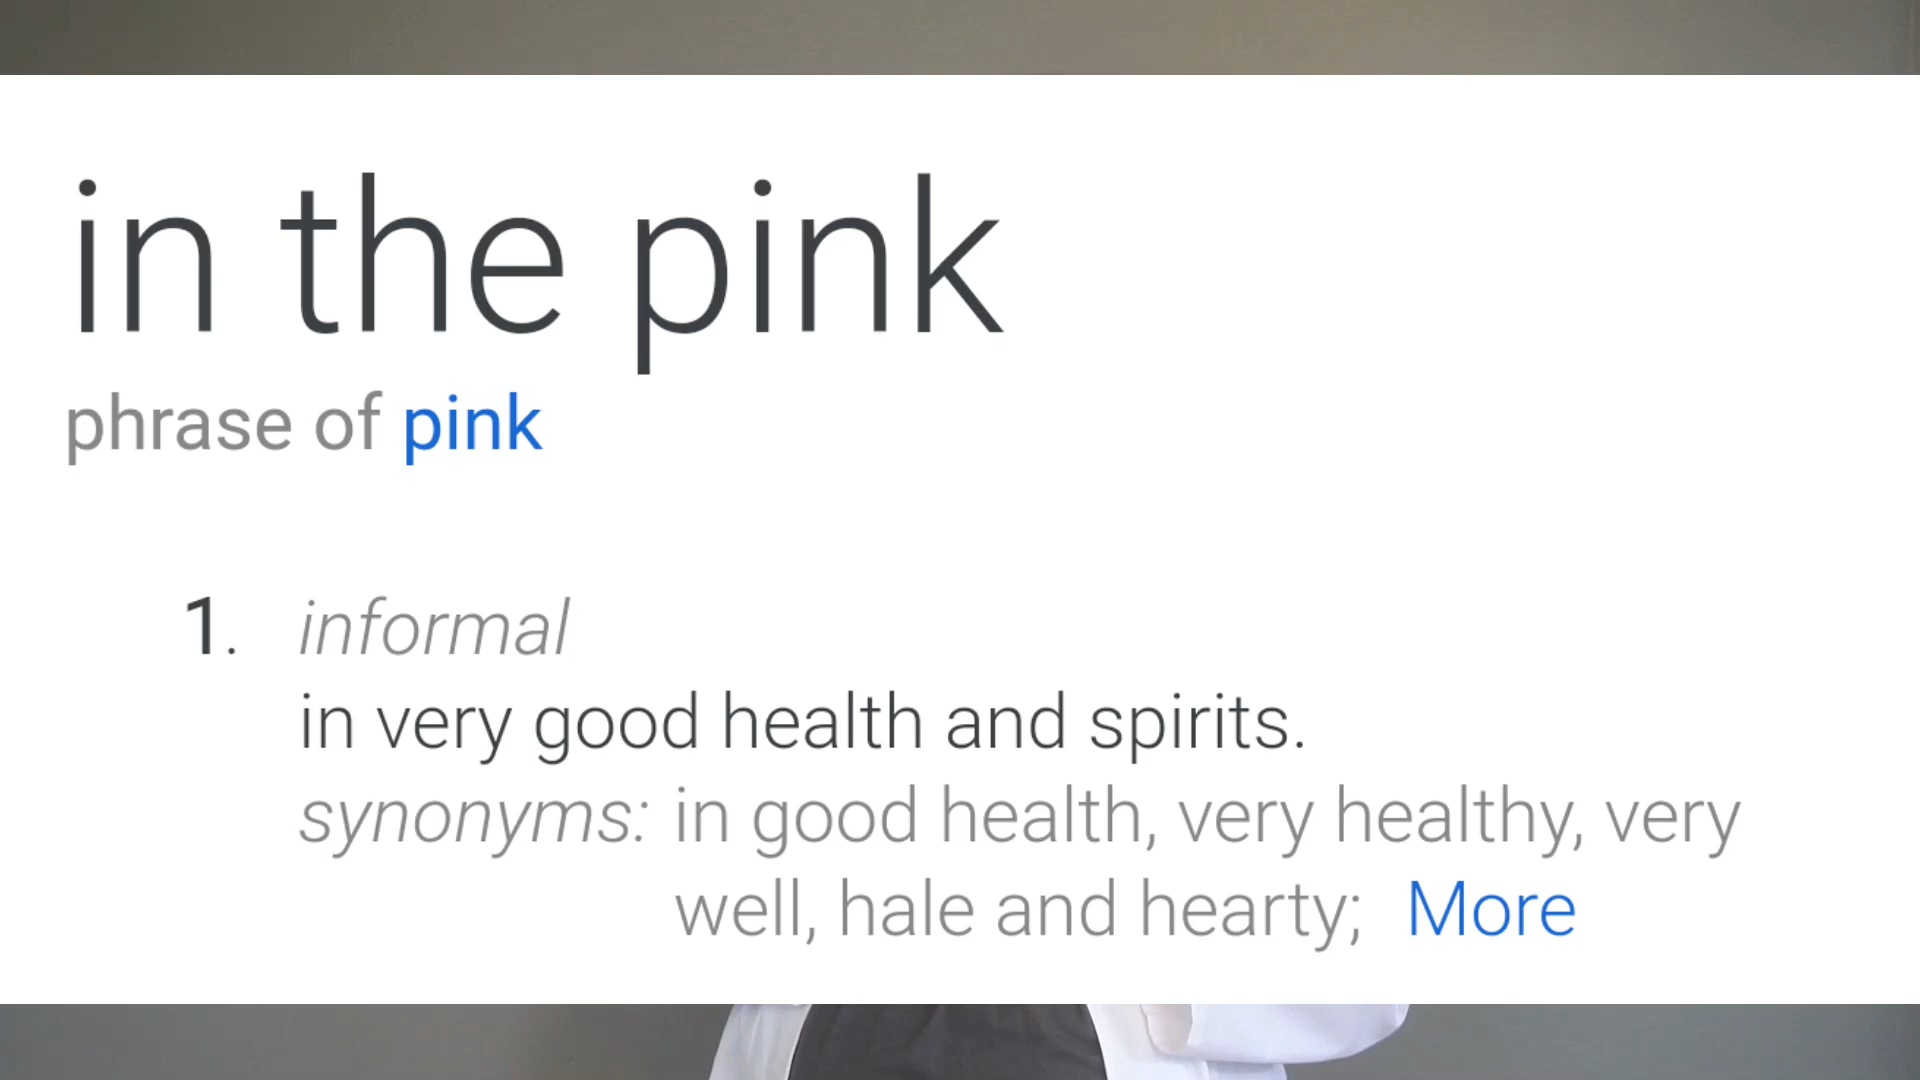 in the pink
phrase of pink
1. informal
in very good health and spirits.
synonyms: in good health, very healthy, very
well, hale and hearty; More